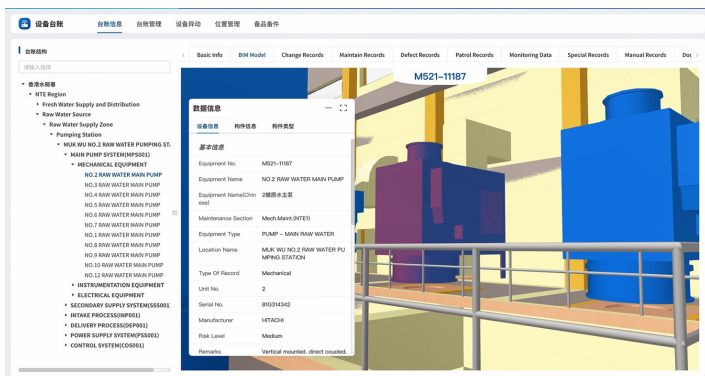 设备台账
台账信息
台账管理
设备异动
位置管理
备品备件
台账结构
请输入选择
香港水务署
NTE Region
Fresh Water Supply and Distribution
Raw Water Source
Raw Water Supply Zone
Pumping Station
MUK WU NO.2 RAW WATER PUMPING ST
MAIN PUMP SYSTEM(MPS001)
MECHANICAL EQUIPMENT
NO.2 RAW WATER MAIN PUMP
NO.3 RAW WATER MAIN PUMP
NO.4 RAW WATER MAIN PUMP
NO.5 RAW WATER MAIN PUMP
NO.6 RAW WATER MAIN PUMP
NO.7 RAW WATER MAIN PUMP
NO.1 RAW WATER MAIN PUMP
NO.8 RAW WATER MAIN PUMP
NO.9 RAW WATER MAIN PUMP
NO.10 RAW WATER MAIN PUMP
NO.12 RAW WATER MAIN PUMP
INSTRUMENTATION EQUIPMENT
ELECTRICAL EQUIPMENT
SECONDARY SUPPLY SYSTEM(SSS001
INTAKE PROCESS(INP001)
DELIVERY PROCESS(DEP001)
POWER SUPPLY SYSTEM(PSS001)
CONTROL SYSTEM(COS001)
Basic Info
BIM Model
Change Records
Maintain Records
Defect Records
Patrol Records
Monitoring Data
Special Records
Manual Records
Doc
M521-11187
数据信息
设备信息
构件信息
构件类型
基本信息
Equipment No. M521-11187
Equipment Name NO.2 RAW WATER MAIN PUMP
Equipment Name(Chin 2號原水主泵
ese)
Maintenance Section Mech.Maint.(NTE1)
Equipment Type PUMP - MAIN RAW WATER
Location Name MUK WU NO.2 RAW WATER PU
MPING STATION
Type Of Record Mechanical
Unit No. 2
Serial No. 81G314342
Manufacturer HITACHI
Risk Level Medium
Remarks Vertical mounted, direct coupled,